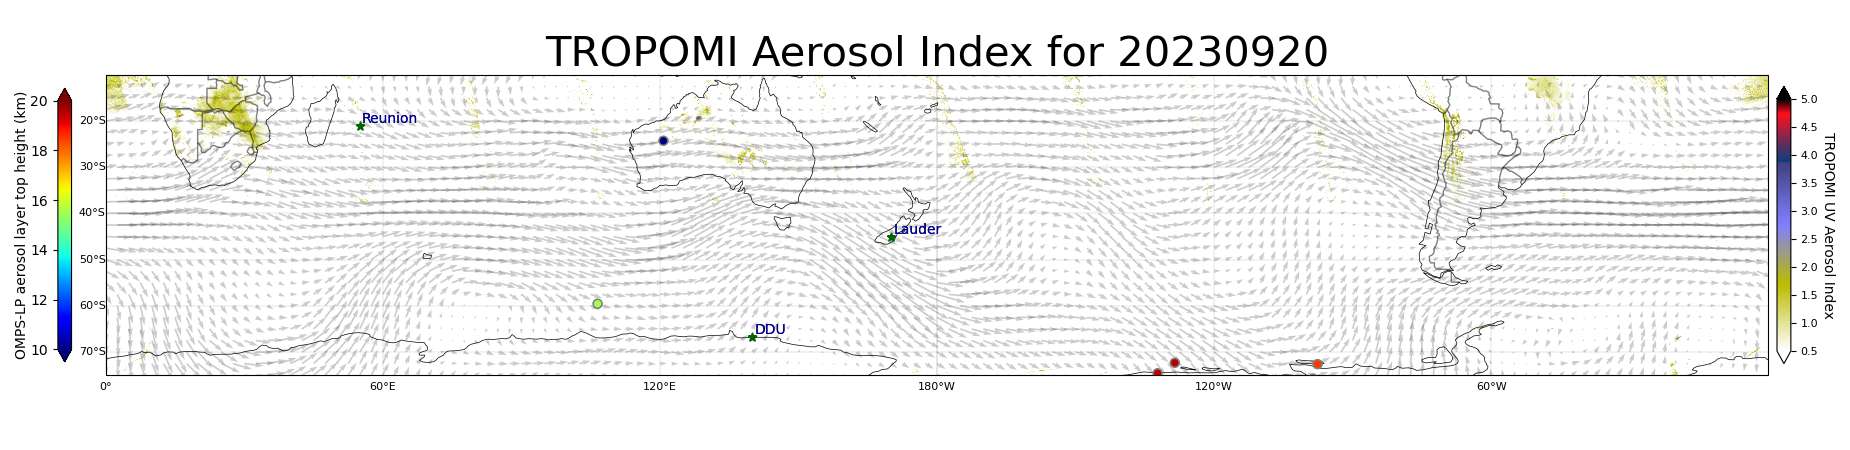 TROPOMI Aerosol Index for 20230920
OMPS-LP aerosol layer top height (km)
20
18
16
14
12
10
20°S
30°S
40°S
50°S
60°S
70°S
Reunion
Lauder
DDU
0°
60°E
120°E
180°W
120°W
60°W
5.0
4.5
4.0
3.5
3.0
2.5
2.0
1.5
1.0
0.5
TROPOMI UV Aerosol Index